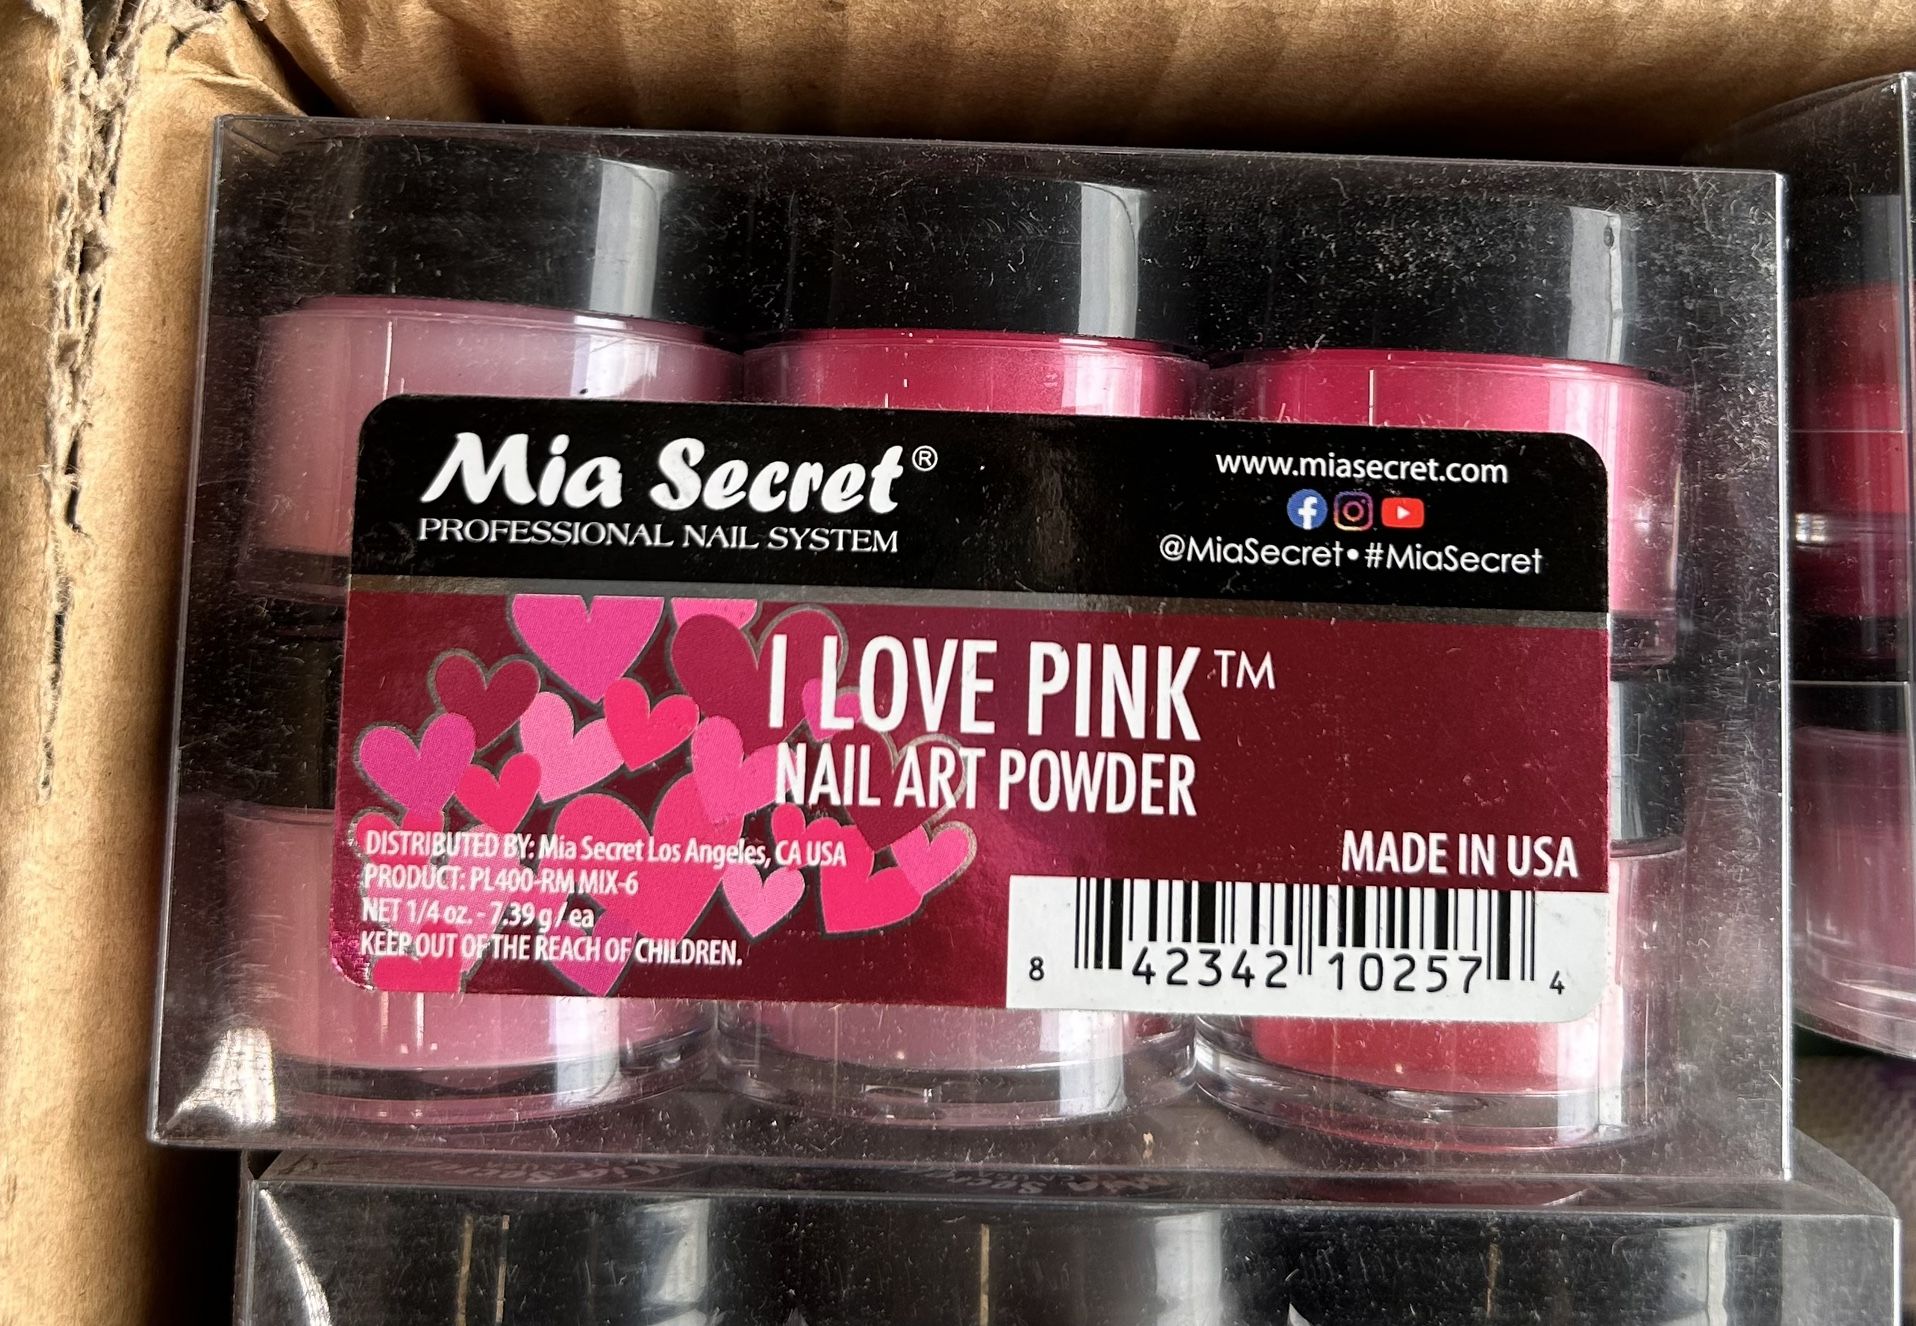 Mia Secret®
PROFESSIONAL NAIL SYSTEM
www.miasecret.com
@MiaSecret•#MiaSecret
I LOVE PINK™
NAIL ART POWDER
DISTRIBUTED BY: Mia Secret Los Angeles, CA USA
PRODUCT: PL400-RM MIX-6
NET 1/4 oz. - 7.39 g/ea
KEEP OUT OF THE REACH OF CHILDREN.
MADE IN USA
8 42342 10257 4